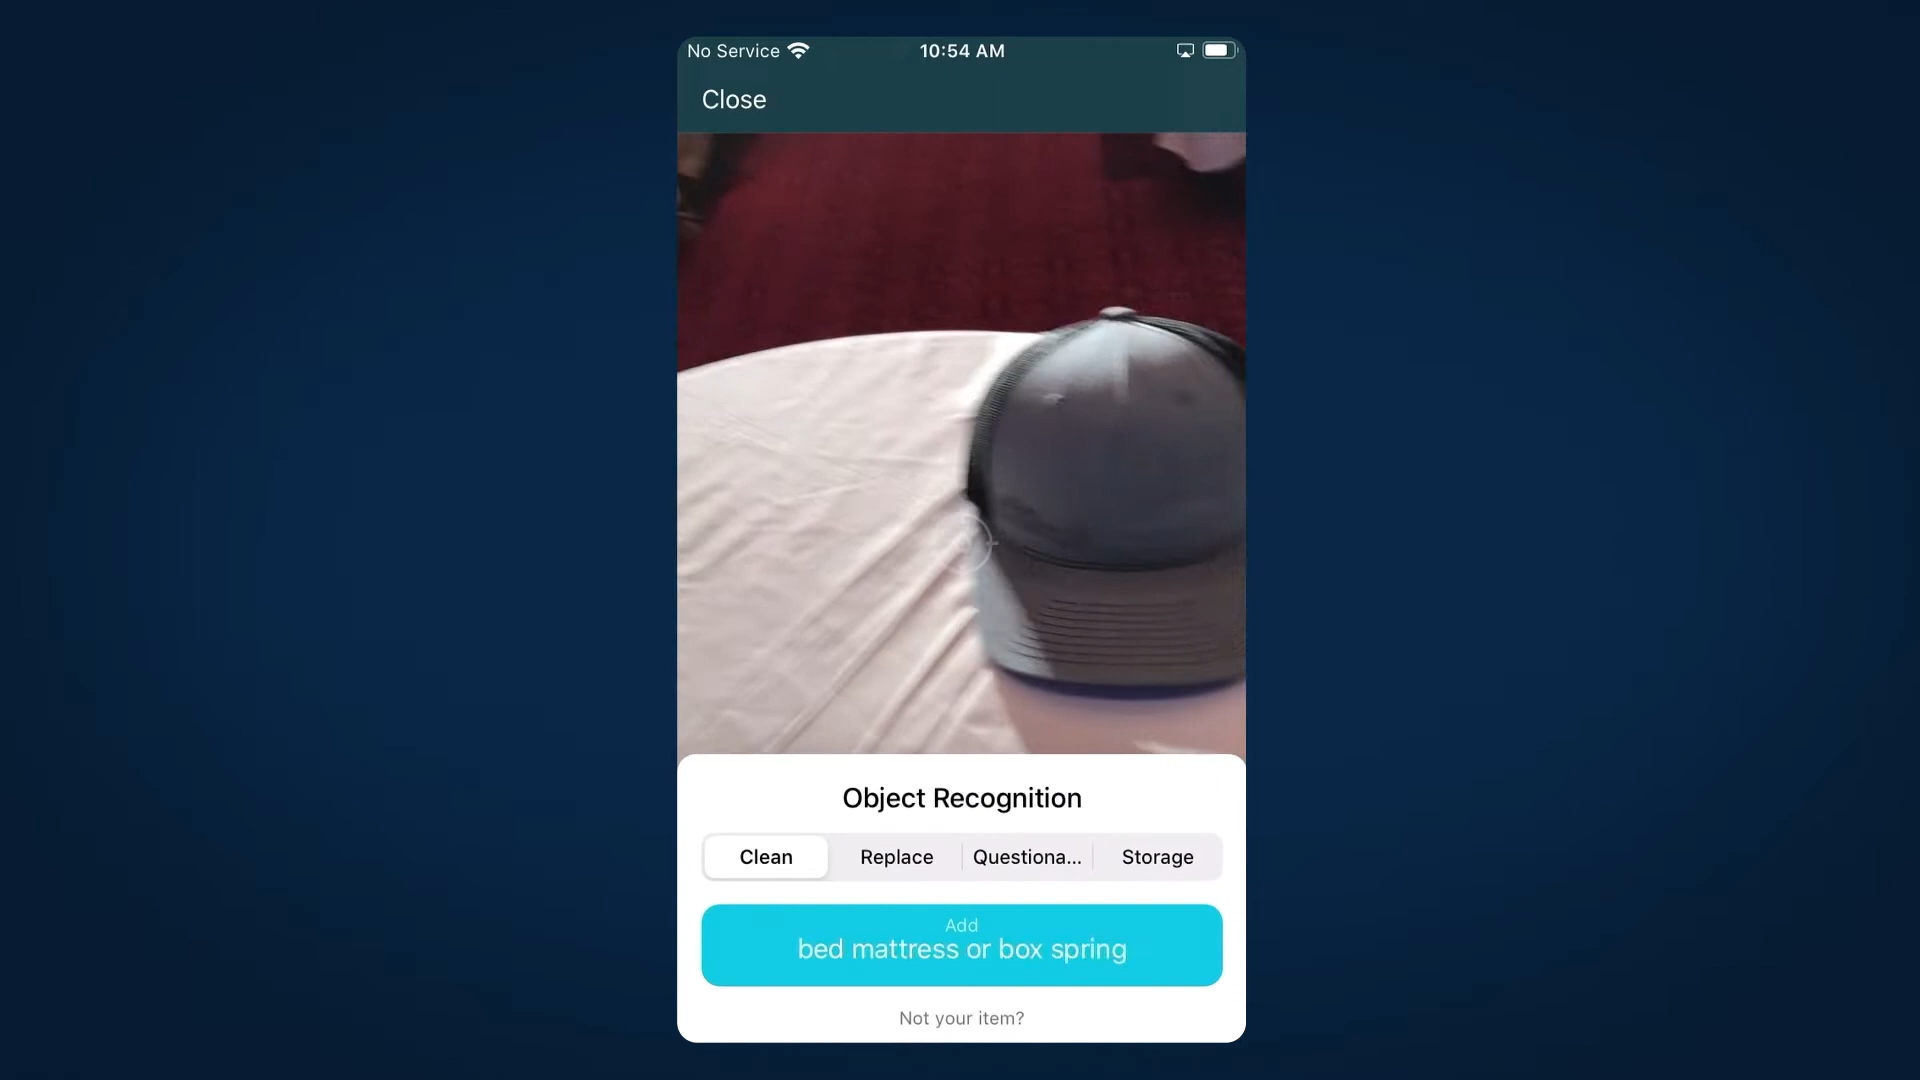 No Service
10:54 AM
Close
Object Recognition
Clean
Replace
Questiona...
Storage
Add
bed mattress or box spring
Not your item?